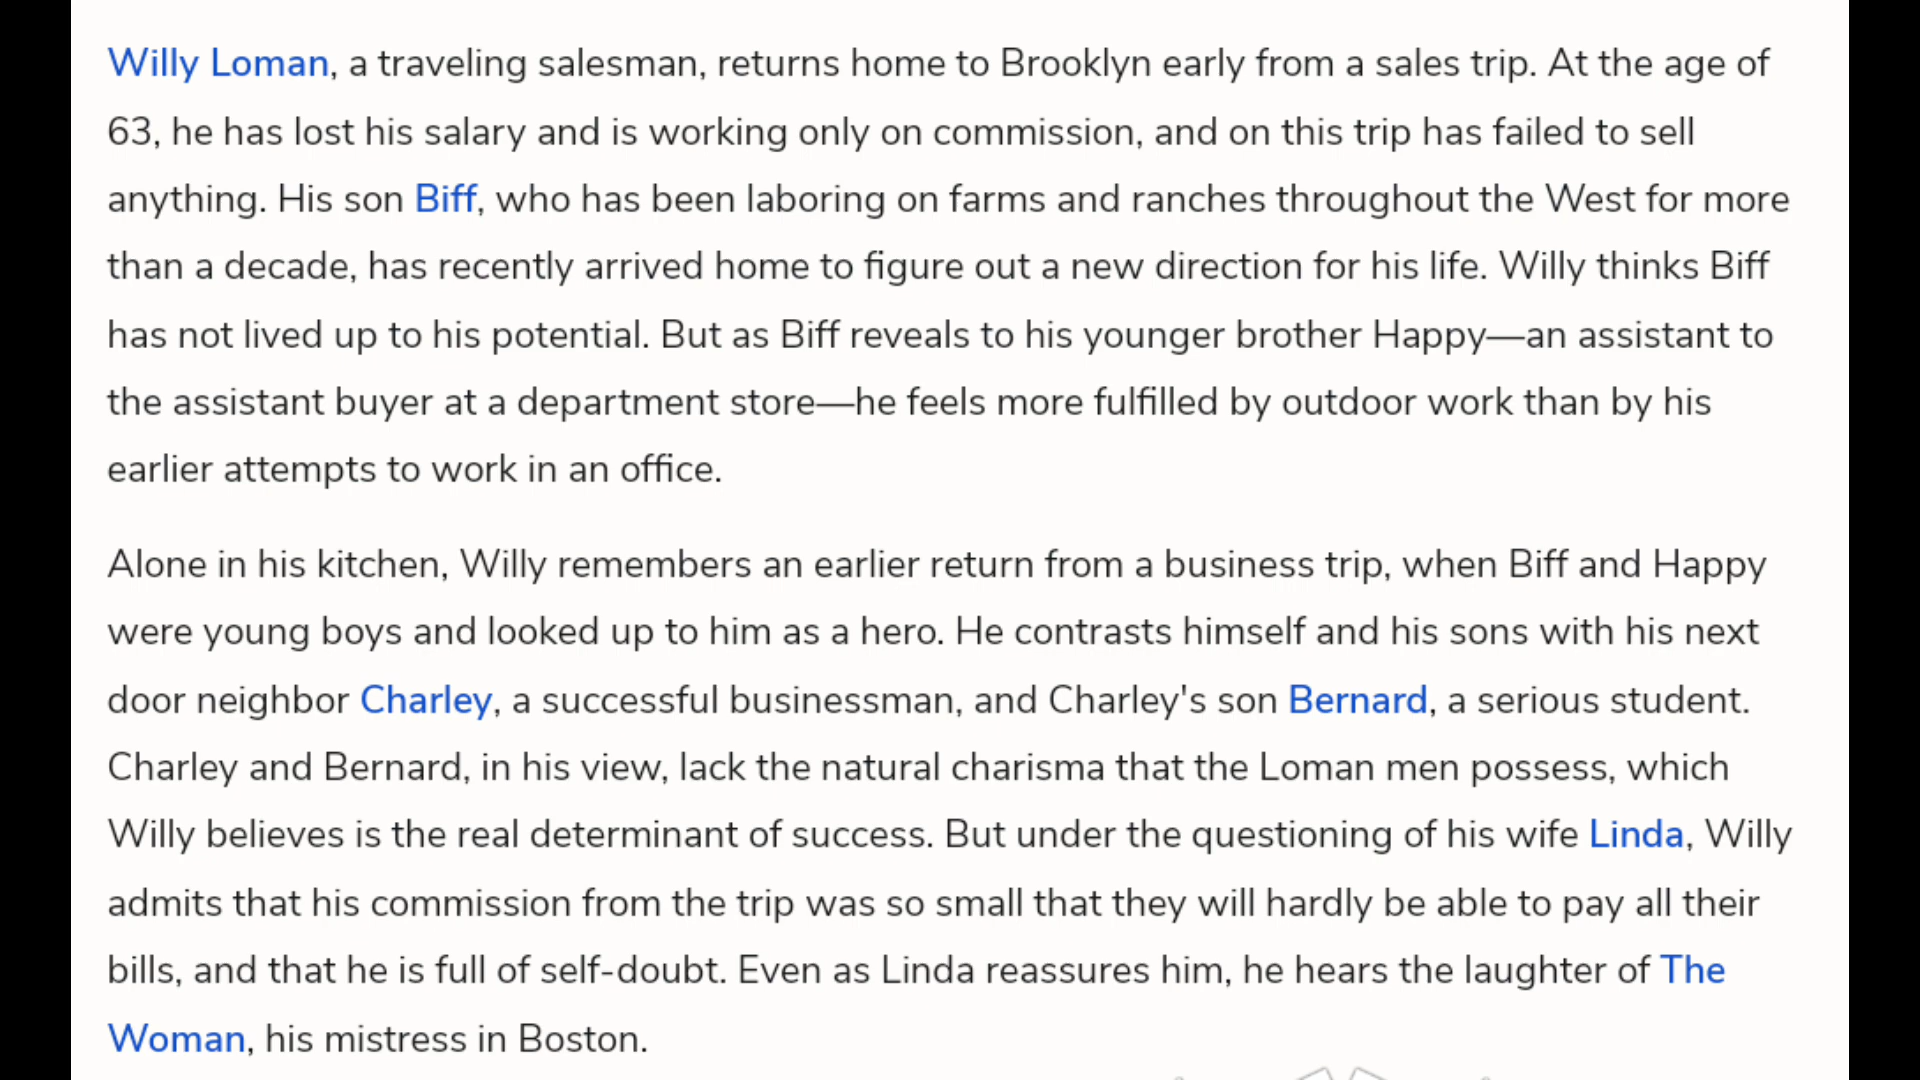 Willy Loman, a traveling salesman, returns home to Brooklyn early from a sales trip. At the age of
63, he has lost his salary and is working only on commission, and on this trip has failed to sell
anything. His son Biff, who has been laboring on farms and ranches throughout the West for more
than a decade, has recently arrived home to figure out a new direction for his life. Willy thinks Biff
has not lived up to his potential. But as Biff reveals to his younger brother Happy—an assistant to
the assistant buyer at a department store—he feels more fulfilled by outdoor work than by his
earlier attempts to work in an office.
Alone in his kitchen, Willy remembers an earlier return from a business trip, when Biff and Happy
were young boys and looked up to him as a hero. He contrasts himself and his sons with his next
door neighbor Charley, a successful businessman, and Charley's son Bernard, a serious student.
Charley and Bernard, in his view, lack the natural charisma that the Loman men possess, which
Willy believes is the real determinant of success. But under the questioning of his wife Linda, Willy
admits that his commission from the trip was so small that they will hardly be able to pay all their
bills, and that he is full of self-doubt. Even as Linda reassures him, he hears the laughter of The
Woman, his mistress in Boston.